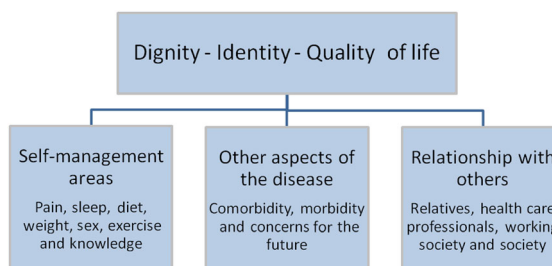 Dignity - Identity - Quality of life
Self-management
areas
Pain, sleep, diet,
weight, sex, exercise
and knowledge
Other aspects of
the disease
Comorbidity, morbidity
and concerns for the
future
Relationship with
others
Relatives, health care
professionals, working
society and society